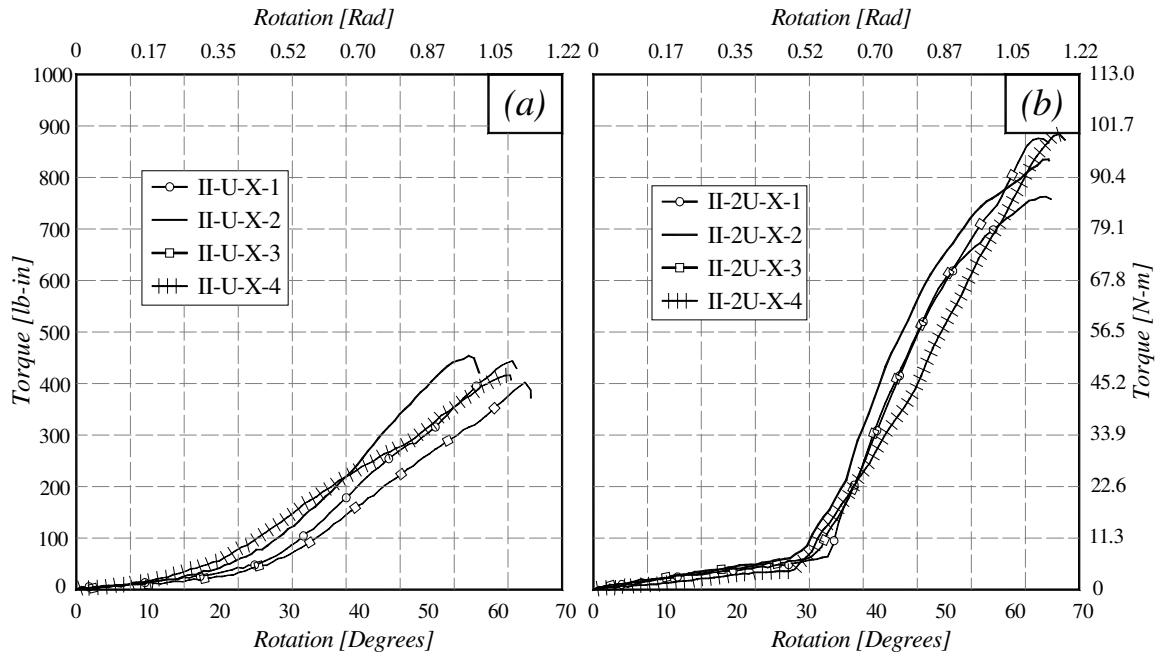 Rotation [Rad] Rotation [Rad]
0 0.17 0.35 0.52 0.70 0.87 1.05 1.22 0 0.17 0.35 0.52 0.70 0.87 1.05 1.22
(a) (b)
1000 900 800 700 600 500 400 300 200 100 0
Torque [lb-in]
II-U-X-1
II-U-X-2
II-U-X-3
II-U-X-4
II-2U-X-1
II-2U-X-2
II-2U-X-3
II-2U-X-4
113.0 101.7 90.4 79.1 67.8 56.5 45.2 33.9 22.6 11.3 0
Torque [N-m]
0 10 20 30 40 50 60 70 0 10 20 30 40 50 60 70
Rotation [Degrees] Rotation [Degrees]